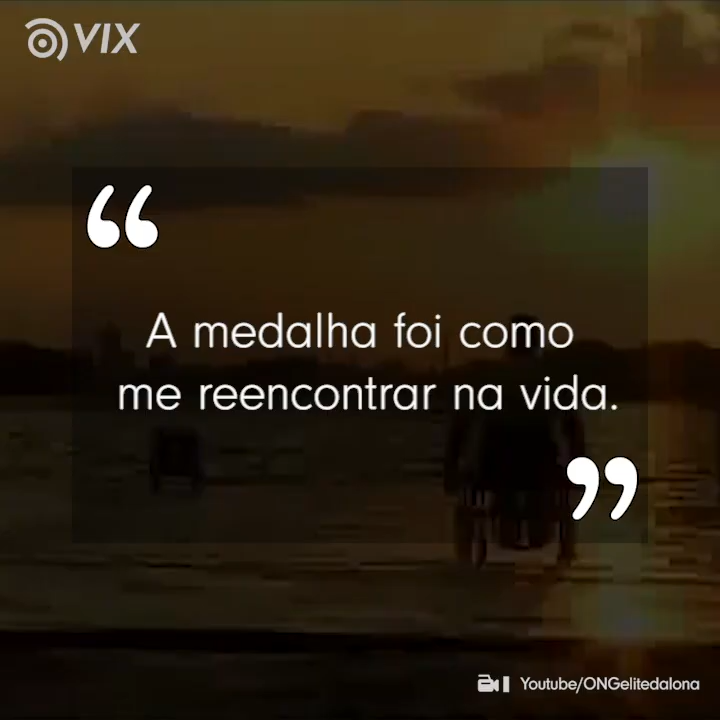 VIX
“
A medalha foi como
me reencontrar na vida.
”
Youtube/ONGelitedalona